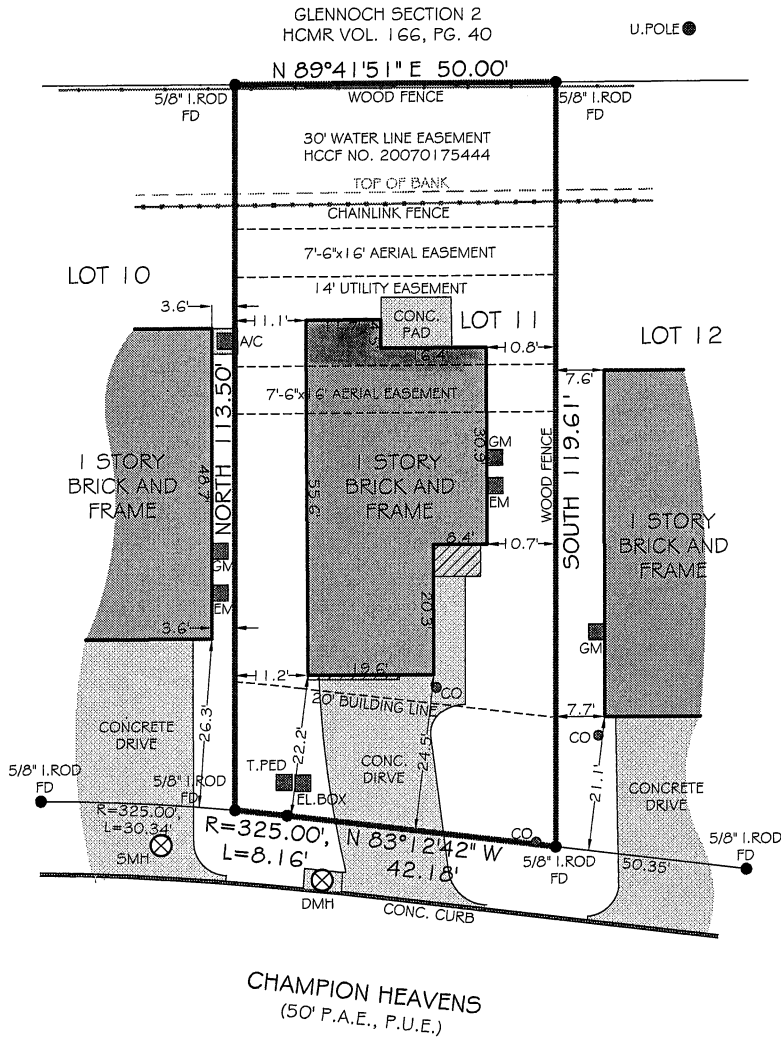 GLENNOCH SECTION 2
HCMR VOL. 166, PG. 40
U.POLE
N 89°41'51" E 50.00'
5/8" I.ROD
FD
WOOD FENCE
5/8" I.ROD
FD
30' WATER LINE EASEMENT
HCCF NO. 20070175444
TOP OF BANK
CHAINLINK FENCE
7'-6"x16' AERIAL EASEMENT
LOT 10
14' UTILITY EASEMENT
3.6'
11.1'
CONC.
PAD
LOT 11
LOT 12
A/C
16.4'
10.8'
7.6'
7'-6"x16' AERIAL EASEMENT
NORTH 113.50'
48.7'
55.6'
30.9'
GM
EM
WOOD FENCE
SOUTH 119.61'
1 STORY
BRICK AND
FRAME
1 STORY
BRICK AND
FRAME
1 STORY
BRICK AND
FRAME
8.4'
10.7'
GM
EM
20.3'
3.6'
GM
11.2'
19.6'
CO
20' BUILDING LINE
7.7'
CONCRETE
DRIVE
26.3'
22.2'
CONC.
DIRVE
24.5'
CO
21.1'
CONCRETE
DRIVE
T.PED
EL.BOX
5/8" I.ROD
FD
5/8" I.ROD
FD
R=325.00',
L=30.34'
SMH
R=325.00',
L=8.16'
N 83°12'42" W
42.18'
CO
5/8" I.ROD
FD
50.35'
5/8" I.ROD
FD
DMH
CONC. CURB
CHAMPION HEAVENS
(50' P.A.E., P.U.E.)